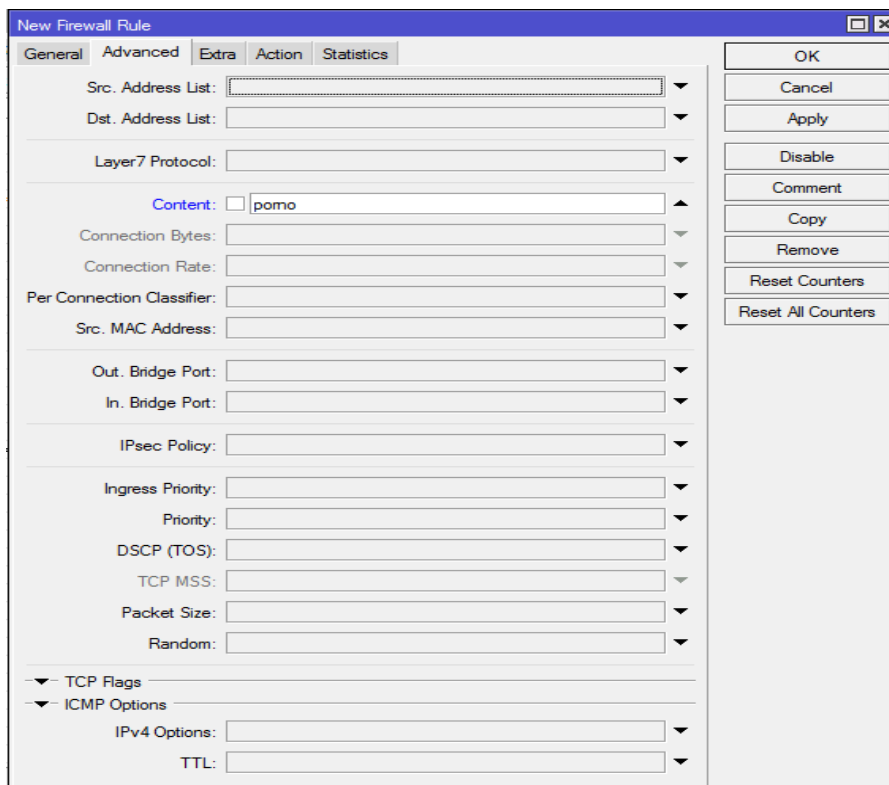 New Firewall Rule
General Advanced Extra Action Statistics
OK
Src. Address List:
Cancel
Dst. Address List:
Apply
Layer7 Protocol:
Disable
Content: porno
Comment
Connection Bytes:
Copy
Connection Rate:
Remove
Per Connection Classifier:
Reset Counters
Src. MAC Address:
Reset All Counters
Out. Bridge Port:
In. Bridge Port:
IPsec Policy:
Ingress Priority:
Priority:
DSCP (TOS):
TCP MSS:
Packet Size:
Random:
TCP Flags
ICMP Options
IPv4 Options:
TTL: